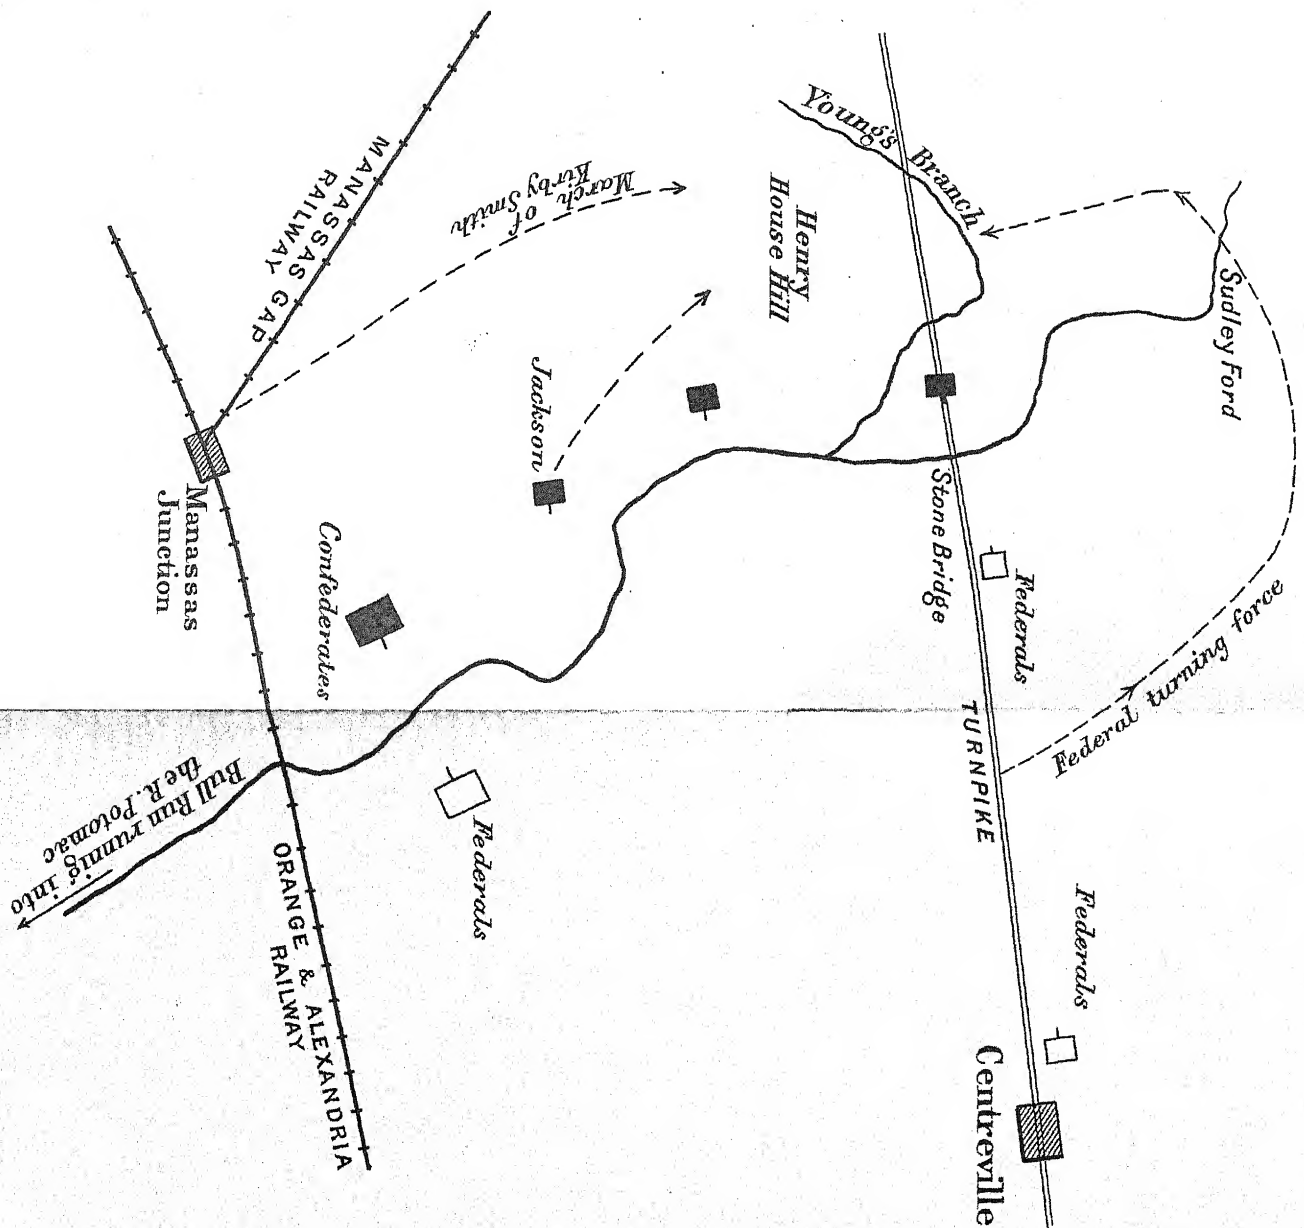 Young's Branch
Sudley Ford
Henry
House Hill
March of
Kirby Smith
MANASSAS GAP
RAILWAY
Jackson
Stone Bridge
Manassas
Junction
Confederates
Federals
Federal turning force
TURNPIKE
Bull Run runnig into
the R. Potomac
Federals
Federals
ORANGE & ALEXANDRIA
RAILWAY
Centreville